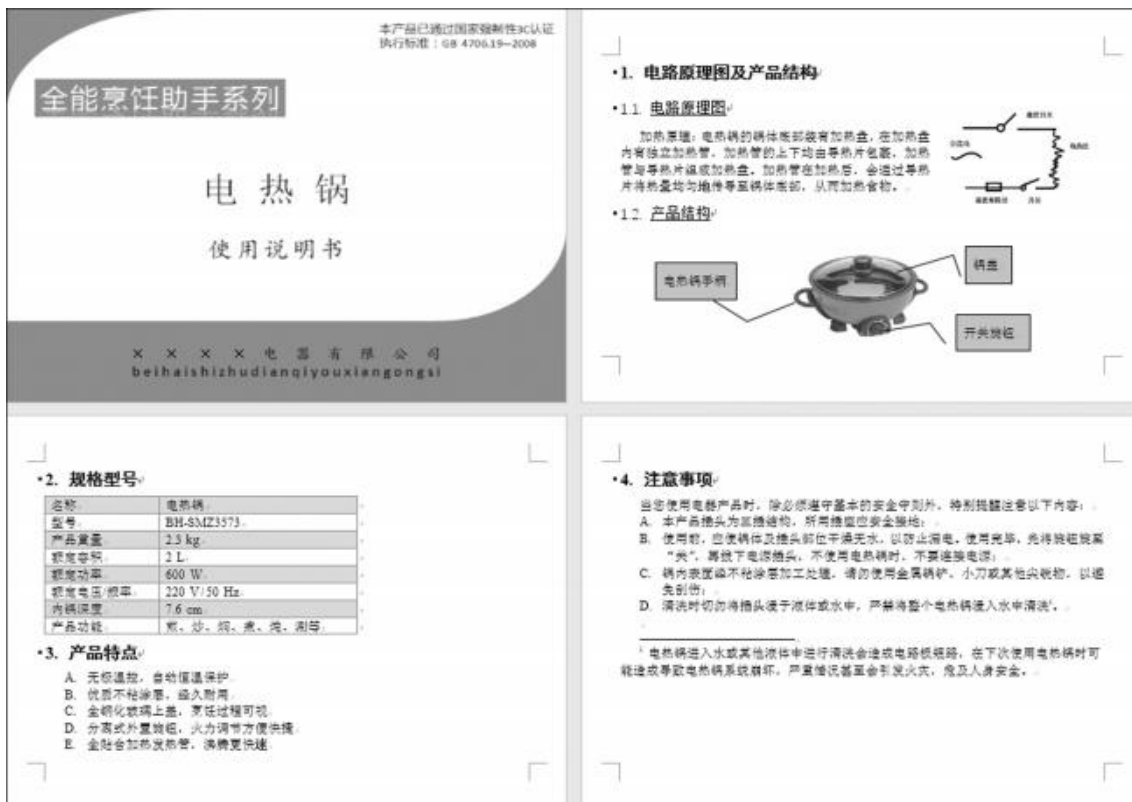 本产品已通过国家强制性3C认证
执行标准：GB 4706.19—2008
全能烹饪助手系列
电热锅
使用说明书
××××电器有限公司
beihaishizhudianqiyouxiangongsi
1. 电路原理图及产品结构
1.1. 电路原理图
加热原理：电热锅的锅体底部装有加热盘，在加热盘
内有独立加热管，加热管的上下均由导热片包裹，加热
管与导热片组成加热盘。加热管在加热后，会通过导热
片将热量均匀地传导至锅体底部，从而加热食物。
1.2. 产品结构
电热锅手柄
锅盖
开关旋钮
2. 规格型号
名称 电热锅
型号 BH-SMZ3573
产品重量 2.3 kg
额定容积 2 L
额定功率 600 W
额定电压/频率 220 V/50 Hz
内锅深度 7.6 cm
产品功能 煎、炒、焖、煮、炖、涮等
3. 产品特点
A. 无极温控，自动恒温保护
B. 优质不粘涂层，经久耐用
C. 全钢化玻璃上盖，烹饪过程可视
D. 分离式外置旋钮，火力调节方便快捷
E. 全贴合加热发热管，沸腾更快速
4. 注意事项
当您使用电器产品时，除必须遵守基本的安全守则外，特别提醒注意以下内容：
A. 本产品插头为三插结构，所用插座应安全接地；
B. 使用前，应使锅体及插头部位干燥无水，以防止漏电，使用完毕，先将旋钮旋至
“关”，再拔下电源插头，不使用电热锅时，不要连接电源；
C. 锅内表面经不粘涂层加工处理，请勿使用金属锅铲、小刀或其他尖锐物，以避
免刮伤；
D. 清洗时切勿将插头浸于液体或水中，严禁将整个电热锅进入水中清洗¹。
¹ 电热锅进入水或其他液体中进行清洗会造成电路板短路，在下次使用电热锅时可
能造成导致电热锅系统崩坏，严重情况甚至会引发火灾，危及人身安全。